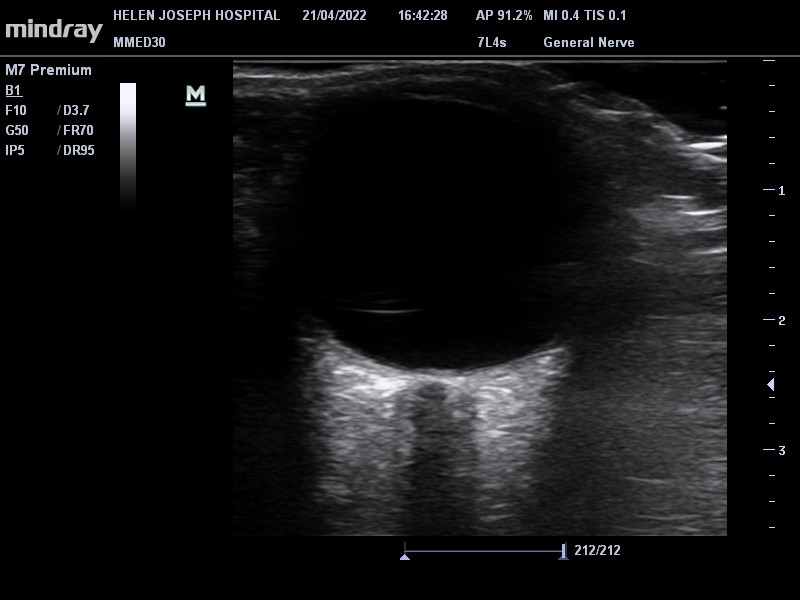 mindray
HELEN JOSEPH HOSPITAL 21/04/2022 16:42:28 AP 91.2% MI 0.4 TIS 0.1
MMED30 7L4s General Nerve
M7 Premium
B1
F10 / D3.7
G50 / FR70
IP5 / DR95
M
1
2
3
212/212